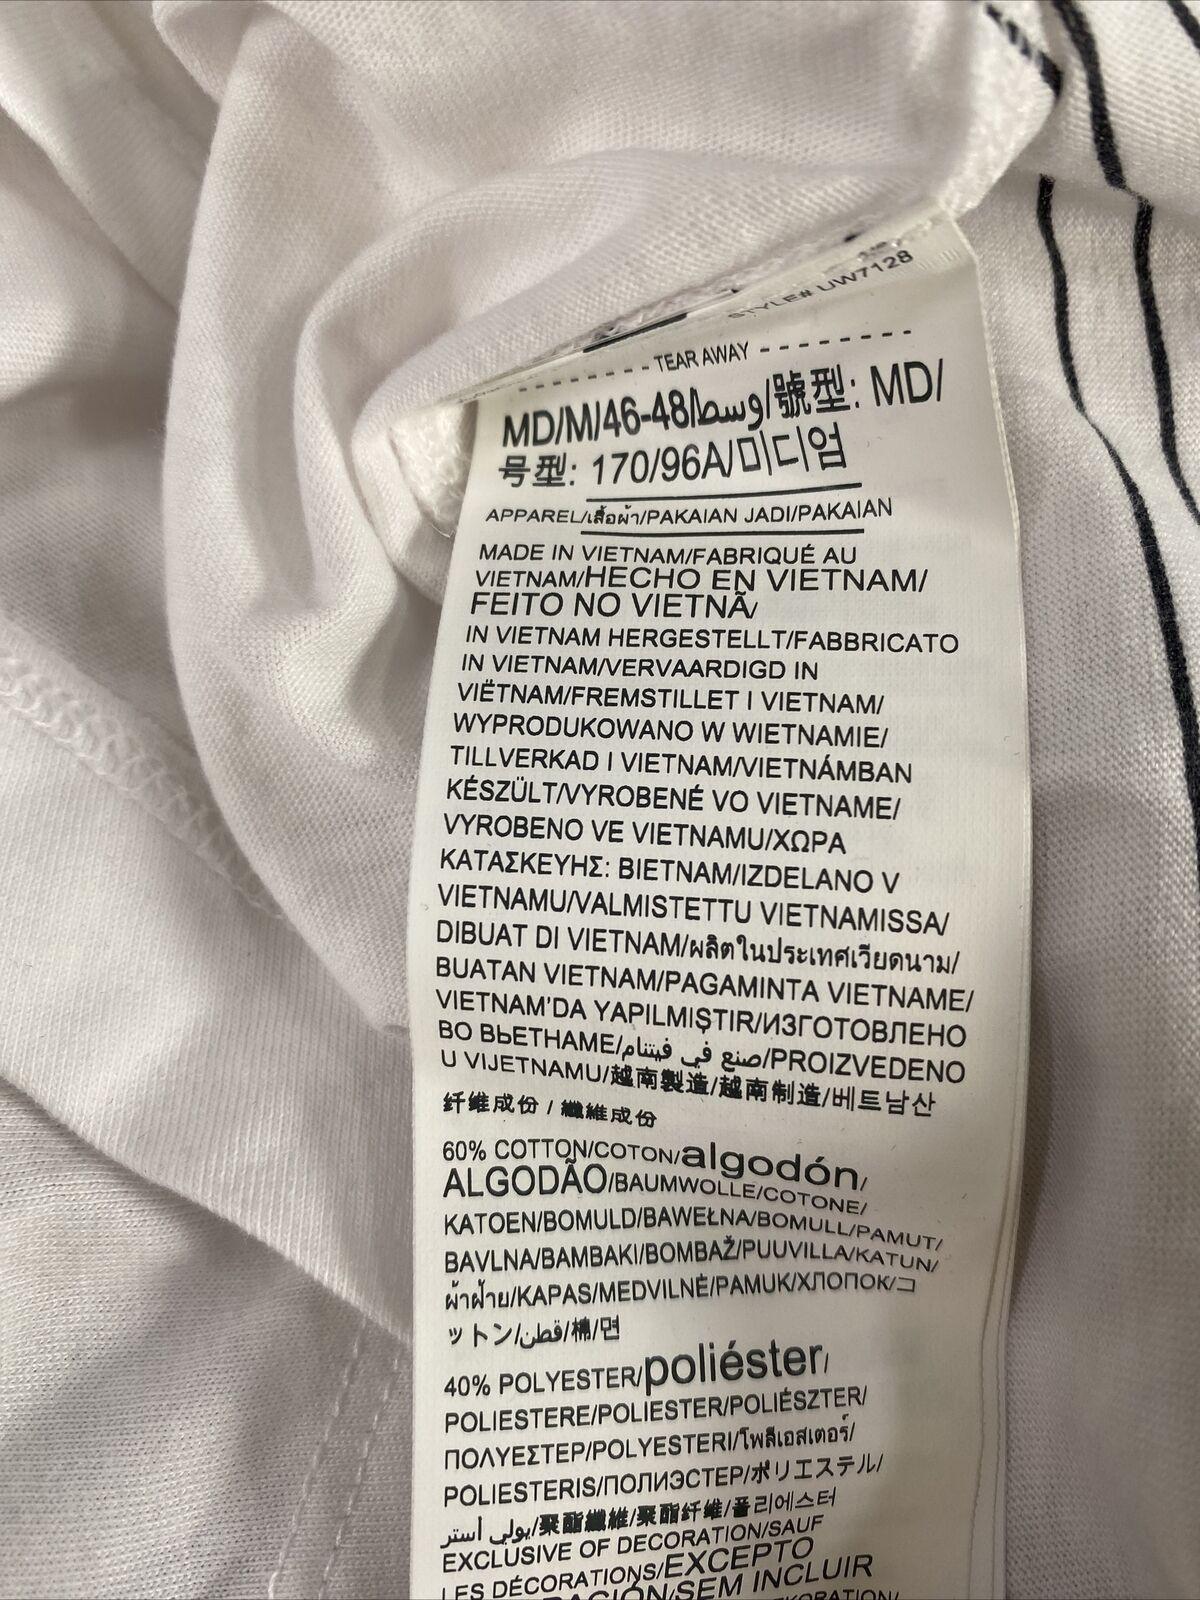 STYLE# UW7128
- - - - - - - - TEAR AWAY - - - - - - - -
MD/M/46-48/وسط/號型: MD/
号型: 170/96A/미디엄
APPAREL/เสื้อผ้า/PAKAIAN JADI/PAKAIAN
MADE IN VIETNAM/FABRIQUÉ AU
VIETNAM/HECHO EN VIETNAM/
FEITO NO VIETNÃ/
IN VIETNAM HERGESTELLT/FABBRICATO
IN VIETNAM/VERVAARDIGD IN
VIËTNAM/FREMSTILLET I VIETNAM/
WYPRODUKOWANO W WIETNAMIE/
TILLVERKAD I VIETNAM/VIETNÁMBAN
KÉSZÜLT/VYROBENÉ VO VIETNAME/
VYROBENO VE VIETNAMU/ΧΩΡΑ
ΚΑΤΑΣΚΕΥΗΣ: ΒΙΕΤΝΑΜ/IZDELANO V
VIETNAMU/VALMISTETTU VIETNAMISSA/
DIBUAT DI VIETNAM/ผลิตในประเทศเวียดนาม/
BUATAN VIETNAM/PAGAMINTA VIETNAME/
VIETNAM'DA YAPILMIŞTIR/ИЗГОТОВЛЕНО
ВО ВЬЕТНАМЕ/صنع في فيتنام/PROIZVEDENO
U VIJETNAMU/越南製造/越南制造/베트남산
纤维成份 / 纖維成份
60% COTTON/COTON/algodón/
ALGODÃO/BAUMWOLLE/COTONE/
KATOEN/BOMULD/BAWEŁNA/BOMULL/PAMUT/
BAVLNA/BAMBAKI/BOMBAŽ/PUUVILLA/KATUN/
ผ้าฝ้าย/KAPAS/MEDVILNĖ/PAMUK/ХЛОПОК/コ
ットン/قطن/棉/면
40% POLYESTER/poliéster/
POLIESTERE/POLIESTER/POLIÉSZTER/
ΠΟΛΥΕΣΤΕΡ/POLYESTERI/โพลีเอสเตอร์/
POLIESTERIS/ПОЛИЭСТЕР/ポリエステル/
بولي أستر/聚酯纖維/聚酯纤维/폴리에스터
EXCLUSIVE OF DECORATION/SAUF
LES DÉCORATIONS/EXCEPTO
SEM INCLUIR